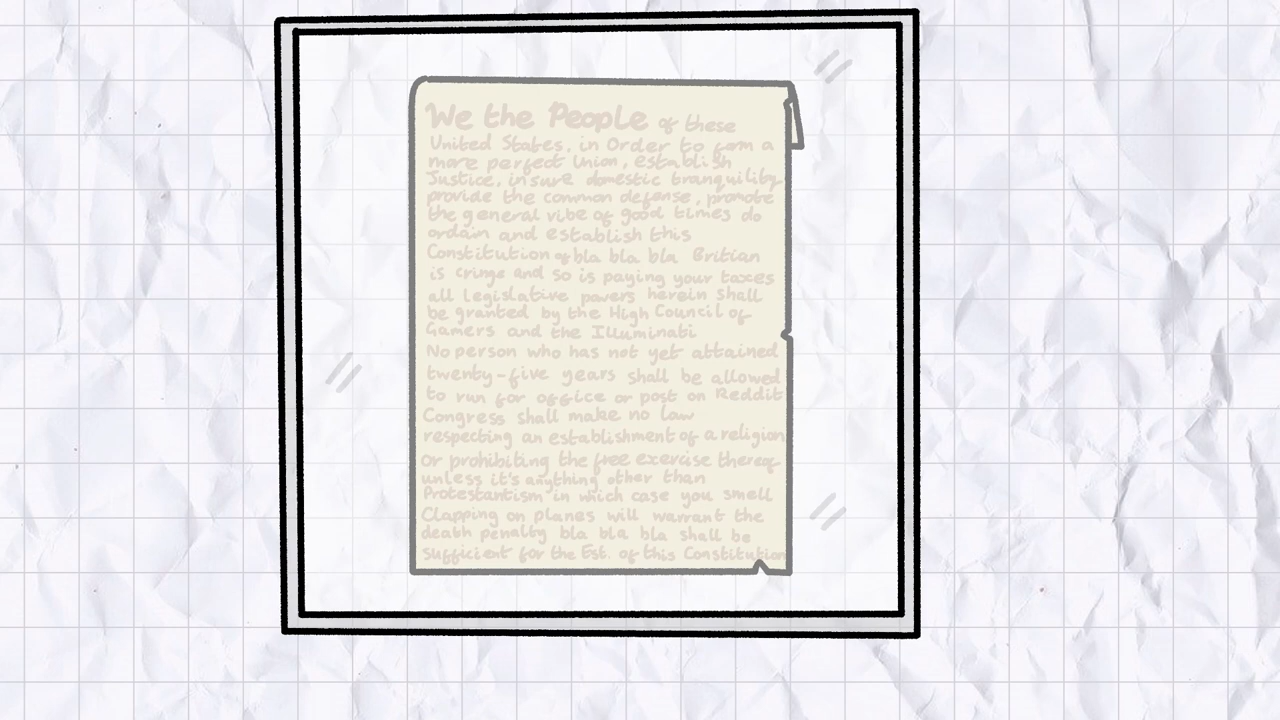 We the People of these
United States, in Order to form a
more perfect Union, establish
Justice, insure domestic tranquility
provide the common defense, promote
the general vibe of good times do
ordain and establish this
Constitution of bla bla bla Britian
is cringe and so is paying your taxes
all legislative powers herein shall
be granted by the High Council of
Gamers and the Illuminati
No person who has not yet attained
twenty-five years shall be allowed
to run for office or post on Reddit
Congress shall make no law
respecting an establishment of a religion
or prohibiting the free exercise thereof
unless it's anything other than
Protestantism in which case you smell
Clapping on planes will warrant the
death penalty bla bla bla shall be
sufficient for the Est. of this Constitution